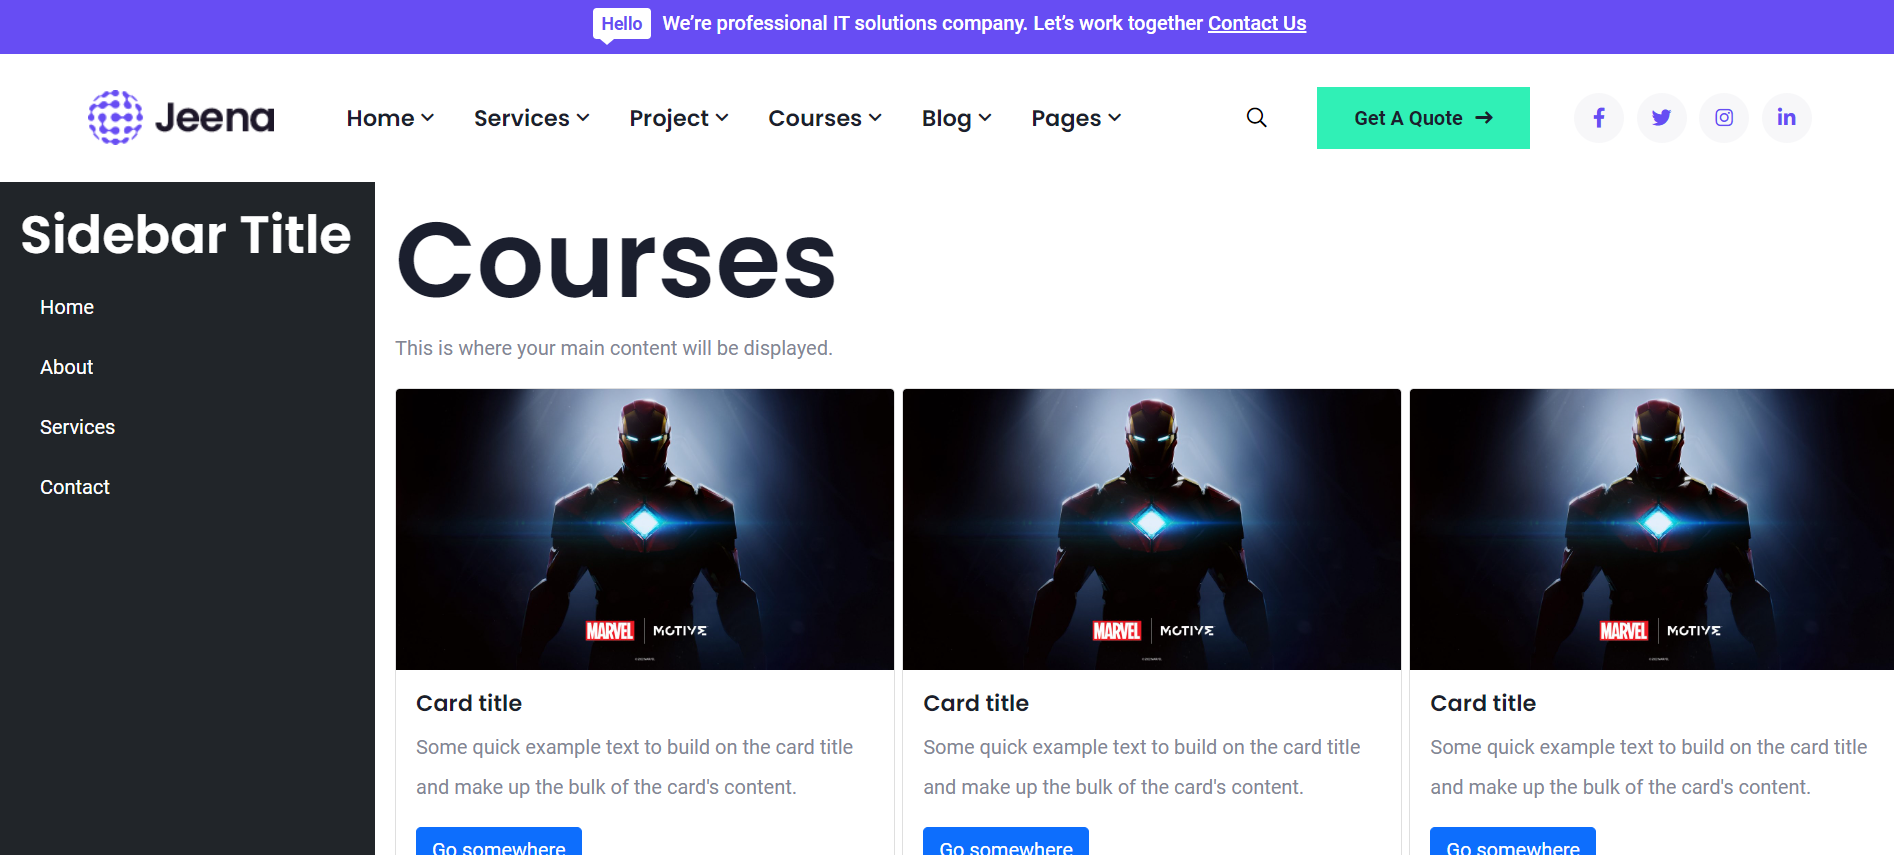 Hello We’re professional IT solutions company. Let’s work together Contact Us
Jeena Home Services Project Courses Blog Pages Get A Quote
Sidebar Title
Home
About
Services
Contact
Courses
This is where your main content will be displayed.
MARVEL MOTIVE MARVEL MOTIVE MARVEL MOTIVE
Card title Card title Card title
Some quick example text to build on the card title Some quick example text to build on the card title Some quick example text to build on the card title
and make up the bulk of the card's content. and make up the bulk of the card's content. and make up the bulk of the card's content.
Go somewhere Go somewhere Go somewhere